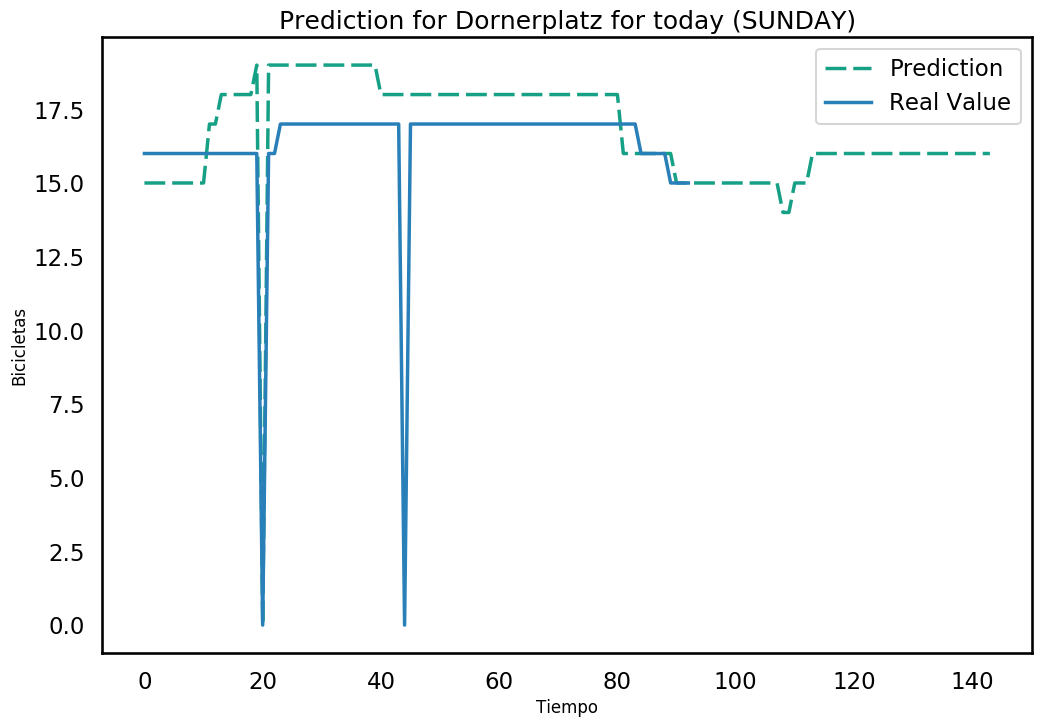 Prediction for Dornerplatz for today (SUNDAY)
Prediction
Real Value
17.5
15.0
12.5
10.0
7.5
5.0
2.5
0.0
Bicicletas
0 20 40 60 80 100 120 140
Tiempo